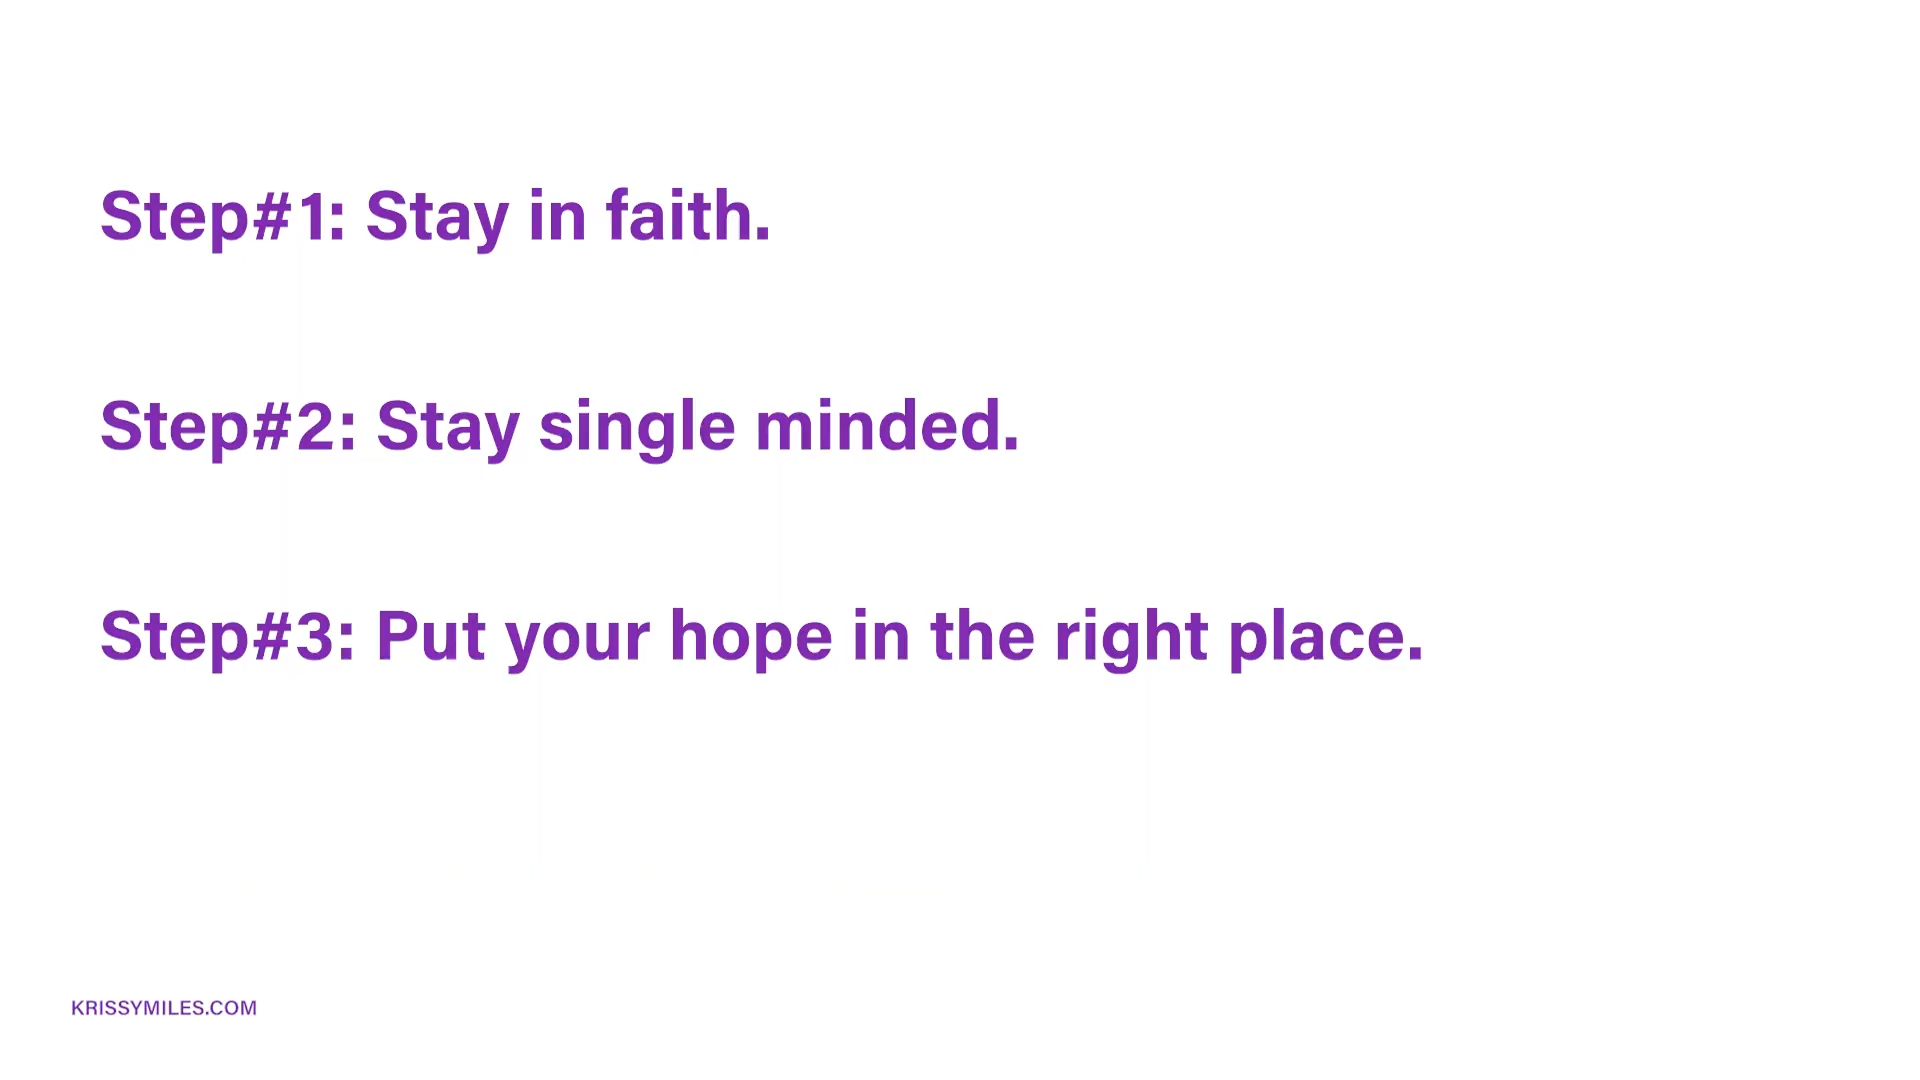 Step#1: Stay in faith.
Step#2: Stay single minded.
Step#3: Put your hope in the right place.
KRISSYMILES.COM